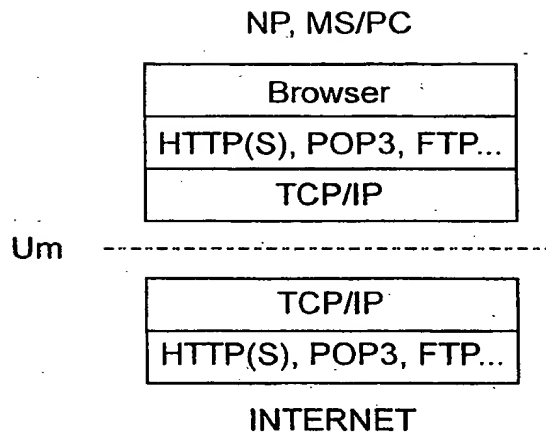 NP, MS/PC
Browser
HTTP(S), POP3, FTP...
TCP/IP
Um
TCP/IP
HTTP(S), POP3, FTP...
INTERNET